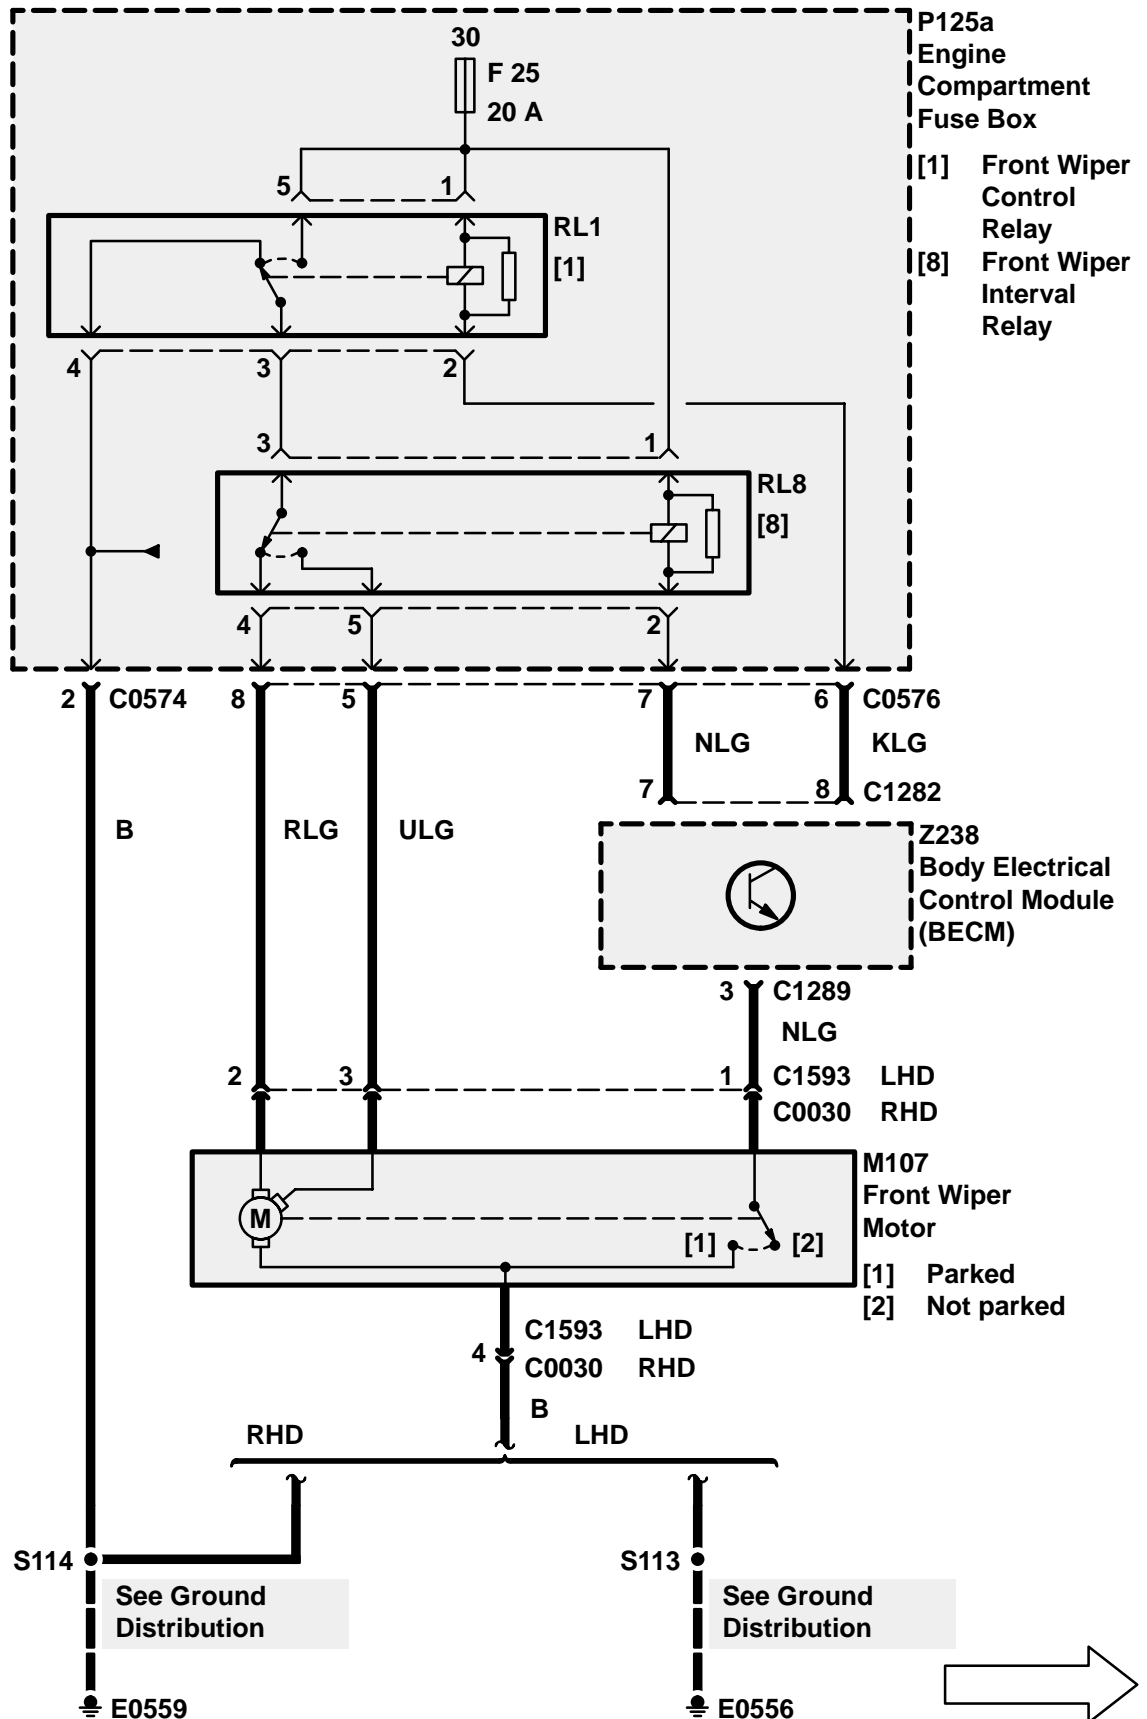 P125a
Engine
Compartment
Fuse Box
[1] Front Wiper
Control
Relay
[8] Front Wiper
Interval
Relay
30
F 25
20 A
5 1
RL1
[1]
4 3 2
3 1
RL8
[8]
4 5 2
2 C0574 8 5 7 6 C0576
NLG KLG
7 8 C1282
B RLG ULG
Z238
Body Electrical
Control Module
(BECM)
3 C1289
NLG
2 3 1 C1593 LHD
C0030 RHD
M107
Front Wiper
Motor
M
[1] [2]
[1] Parked
[2] Not parked
C1593 LHD
4
C0030 RHD
B
RHD LHD
S114 S113
See Ground
Distribution
See Ground
Distribution
E0559 E0556